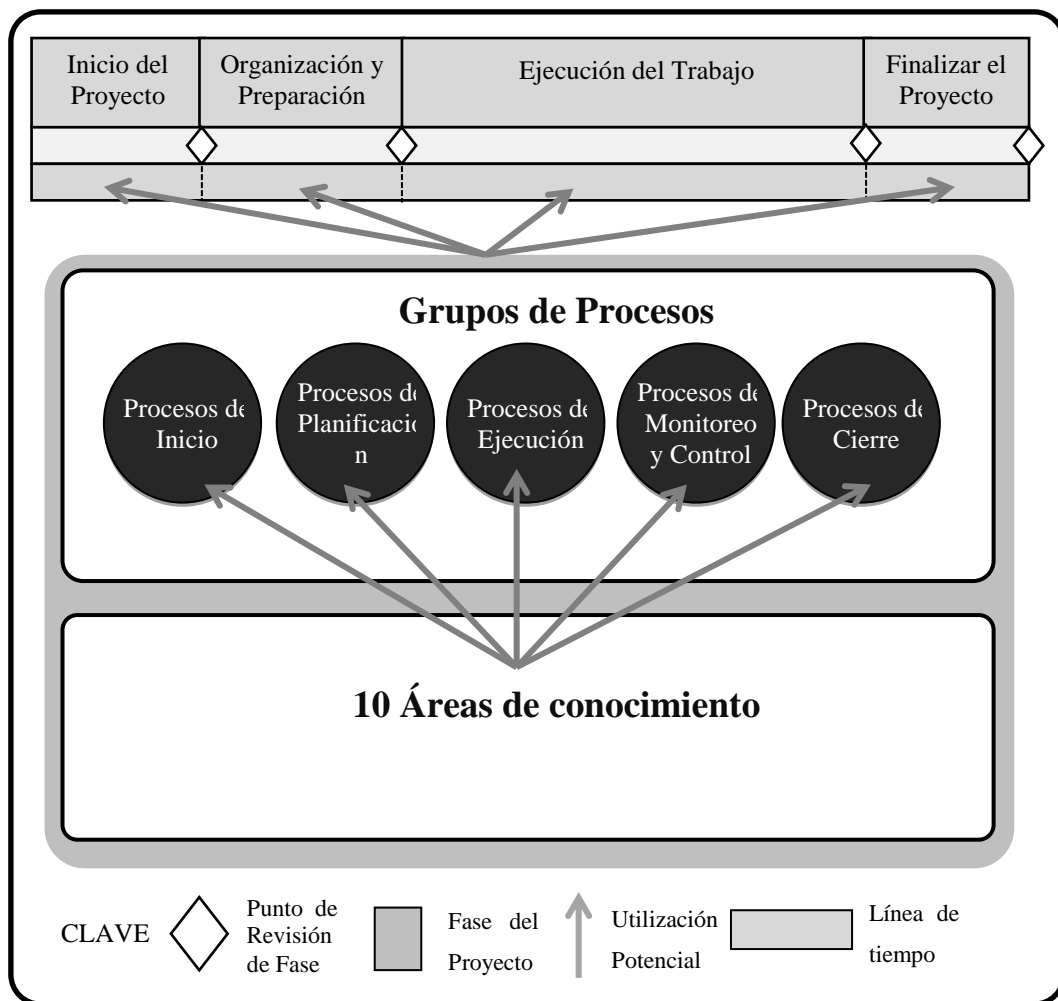 Inicio del
Proyecto
Organización y
Preparación
Ejecución del Trabajo
Finalizar el
Proyecto
Grupos de Procesos
Procesos de
Inicio
Procesos de
Planificació
n
Procesos de
Ejecución
Procesos de
Monitoreo
y Control
Procesos de
Cierre
10 Áreas de conocimiento
CLAVE
Punto de
Revisión
de Fase
Fase del
Proyecto
Utilización
Potencial
Línea de
tiempo